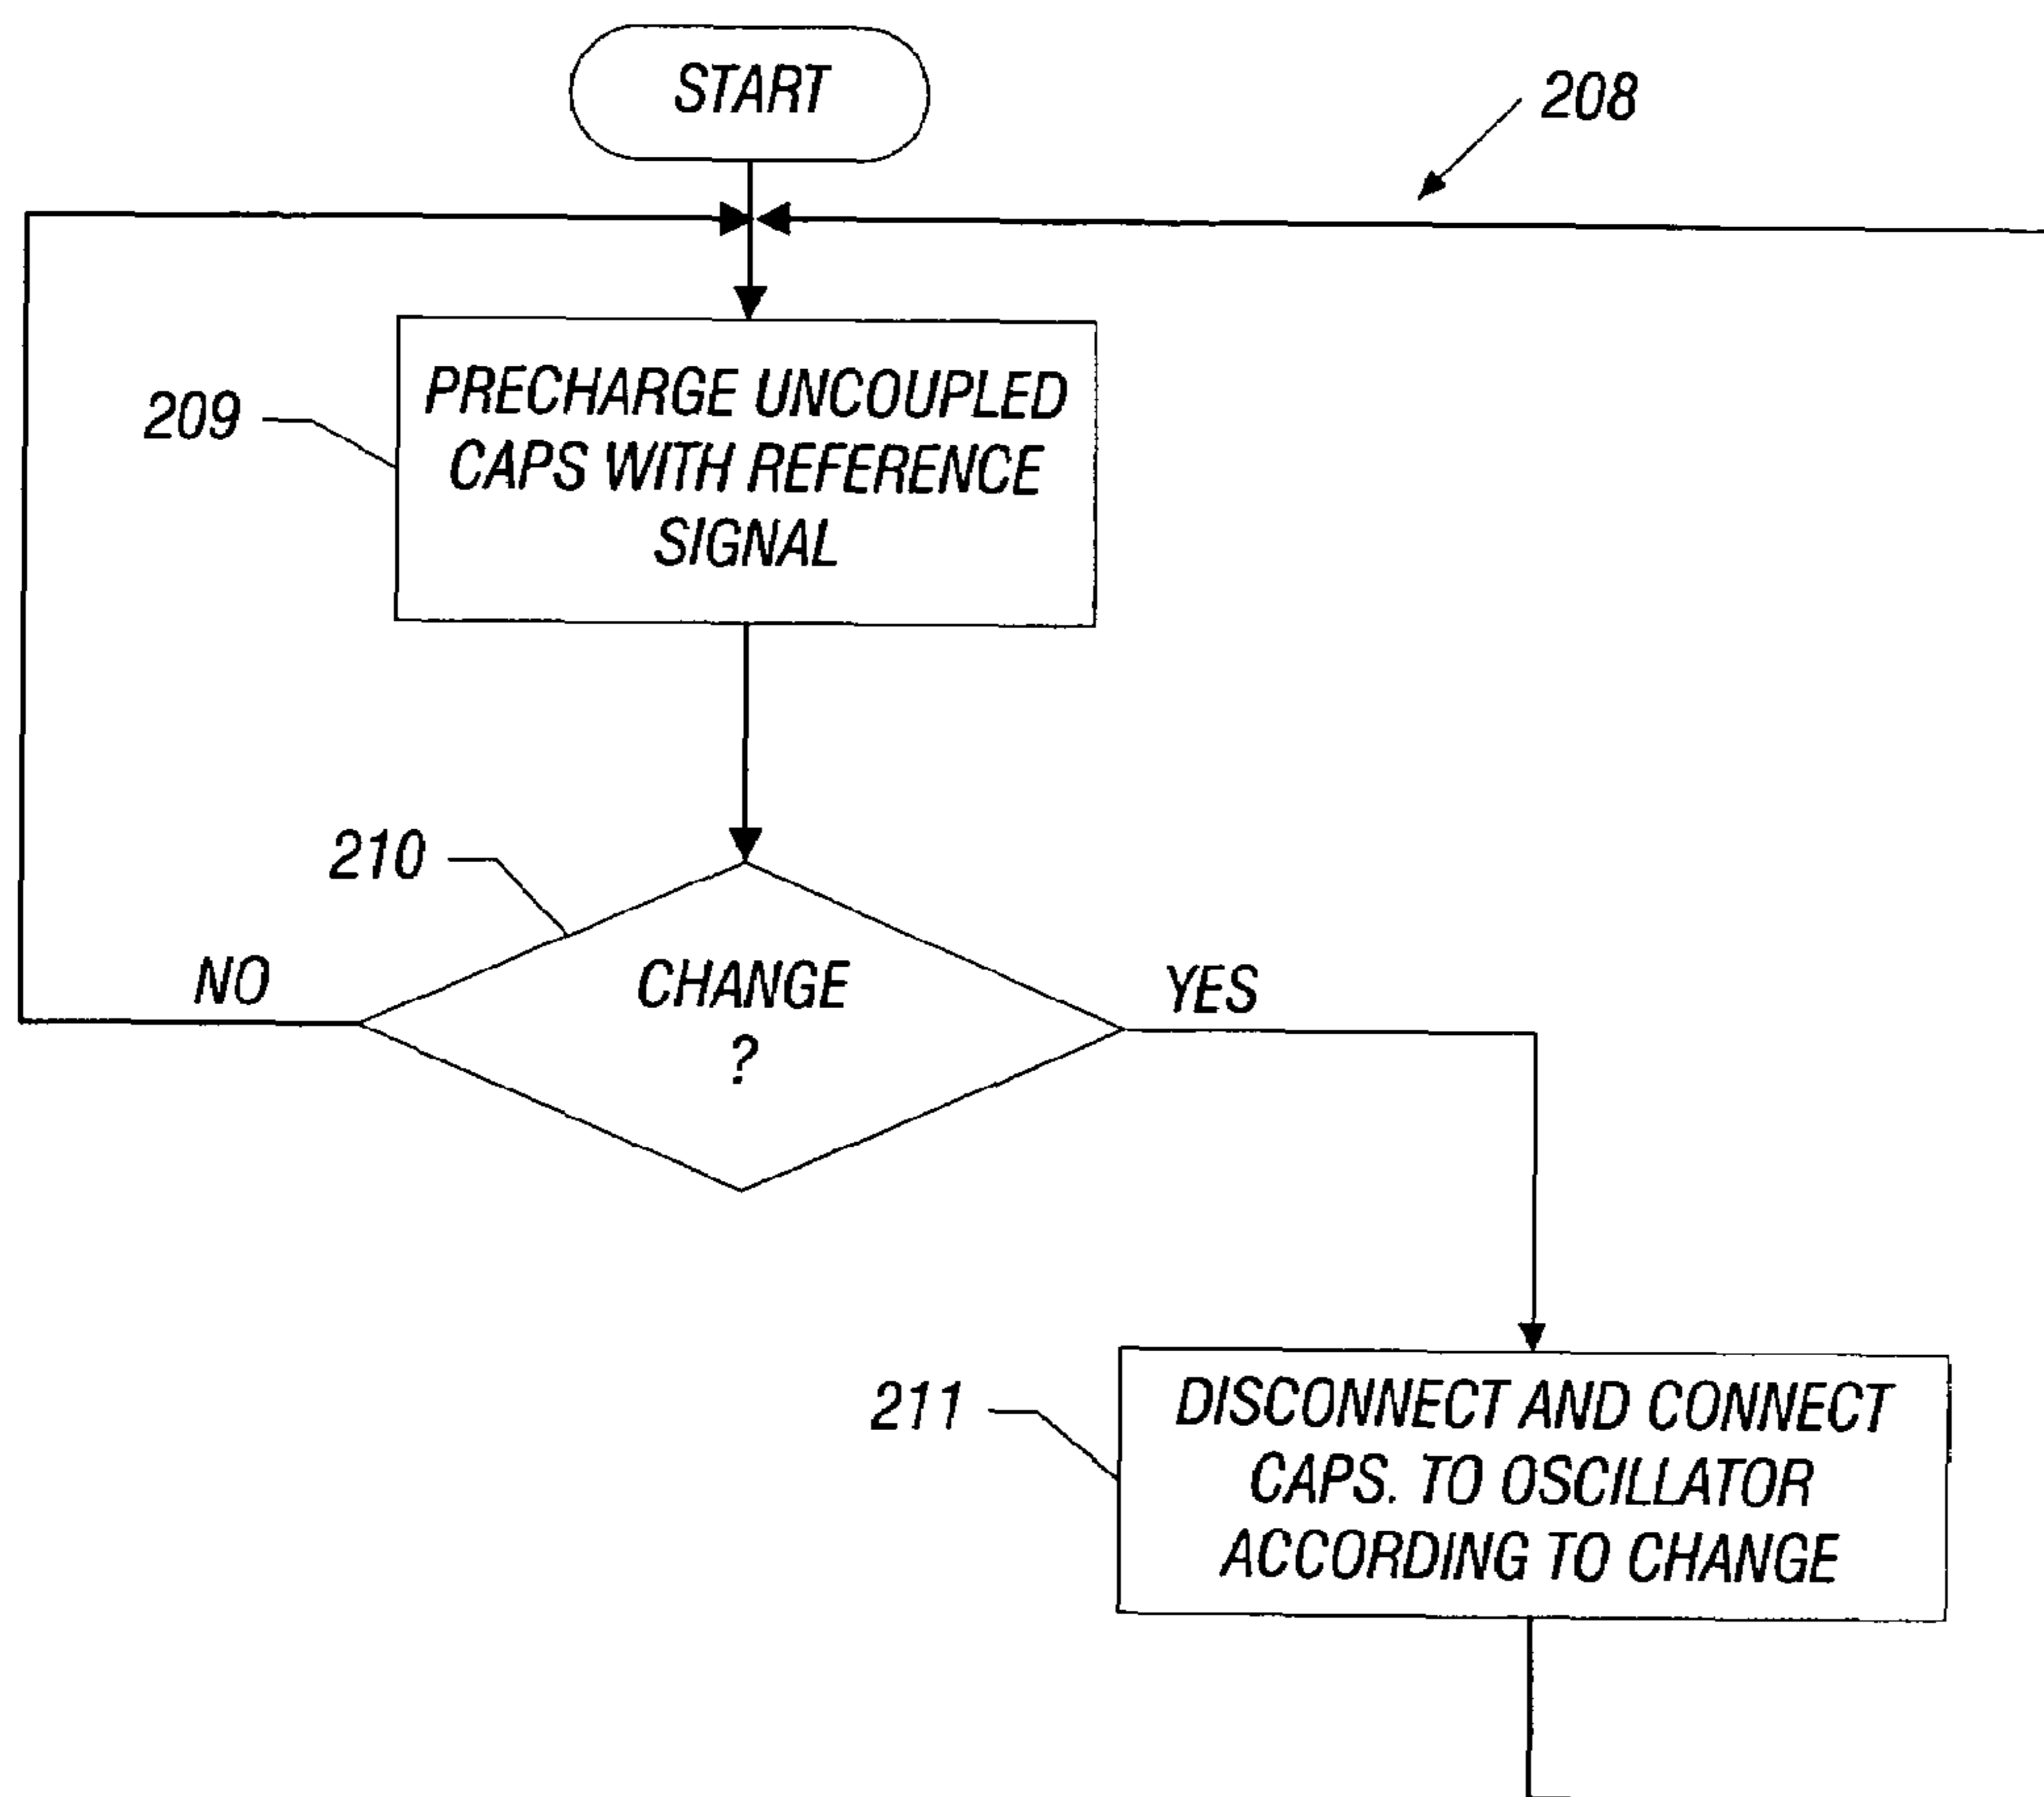 START
208
209
PRECHARGE UNCOUPLED
CAPS WITH REFERENCE
SIGNAL
210
NO
CHANGE
?
YES
211
DISCONNECT AND CONNECT
CAPS. TO OSCILLATOR
ACCORDING TO CHANGE